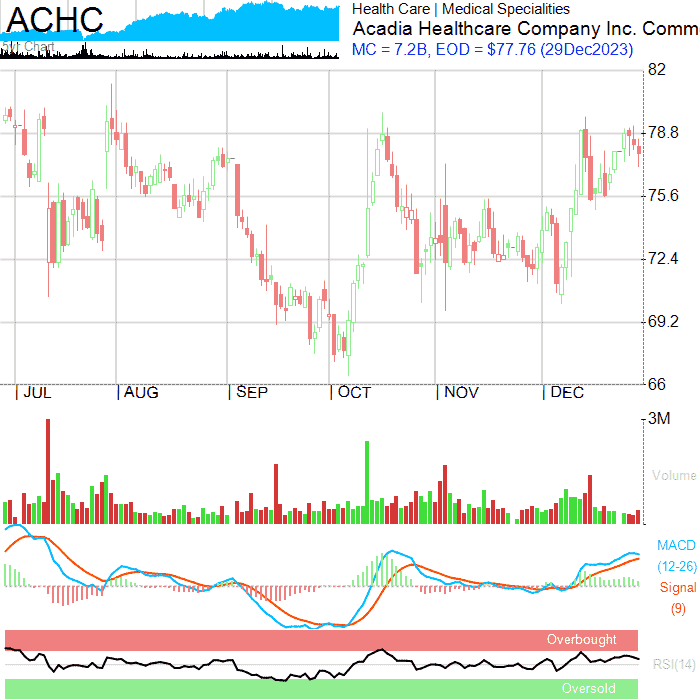 ACHC
5yr Chart
Health Care | Medical Specialities
Acadia Healthcare Company Inc. Comm
MC = 7.2B, EOD = $77.76 (29Dec2023)
82
78.8
75.6
72.4
69.2
66
| JUL | AUG | SEP | OCT | NOV | DEC
3M
Volume
MACD
(12-26)
Signal
(9)
Overbought
RSI(14)
Oversold